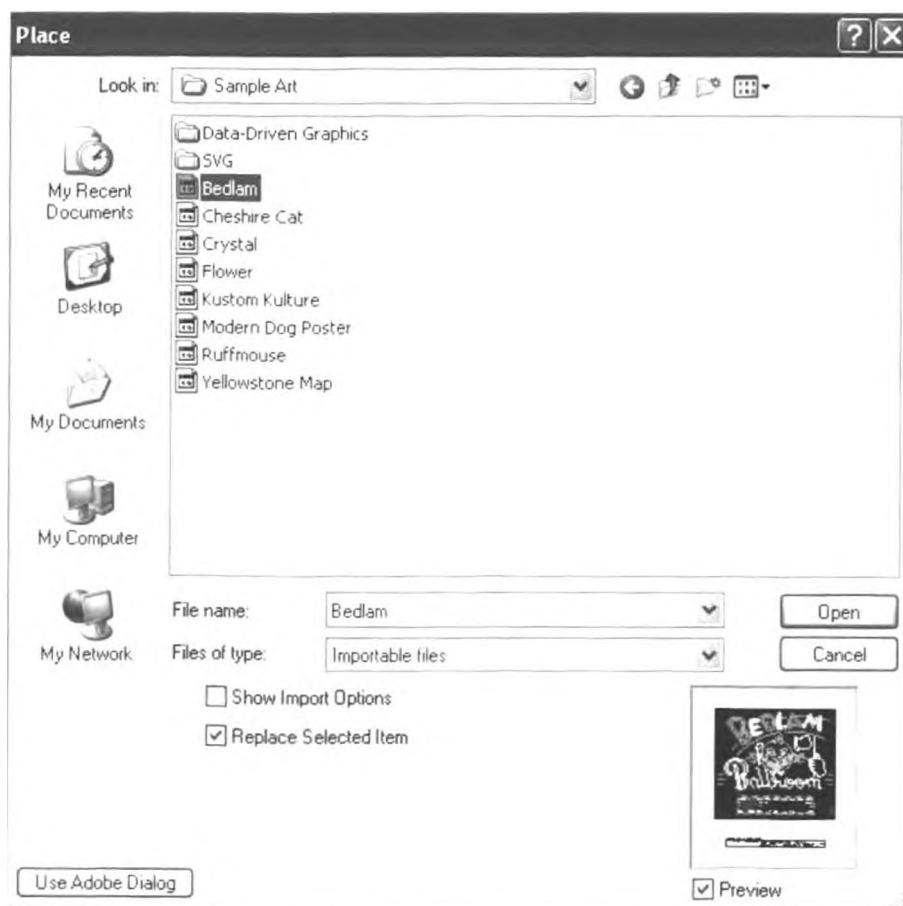 Place
Look in: Sample Art
Data-Driven Graphics
SVG
Bedlam
Cheshire Cat
Crystal
Flower
Kustom Kulture
Modern Dog Poster
Ruffmouse
Yellowstone Map
My Recent
Documents
Desktop
My Documents
My Computer
My Network
File name: Bedlam Open
Files of type: Importable files Cancel
Show Import Options
Replace Selected Item
BEDLAM
Ballroom
Use Adobe Dialog
Preview